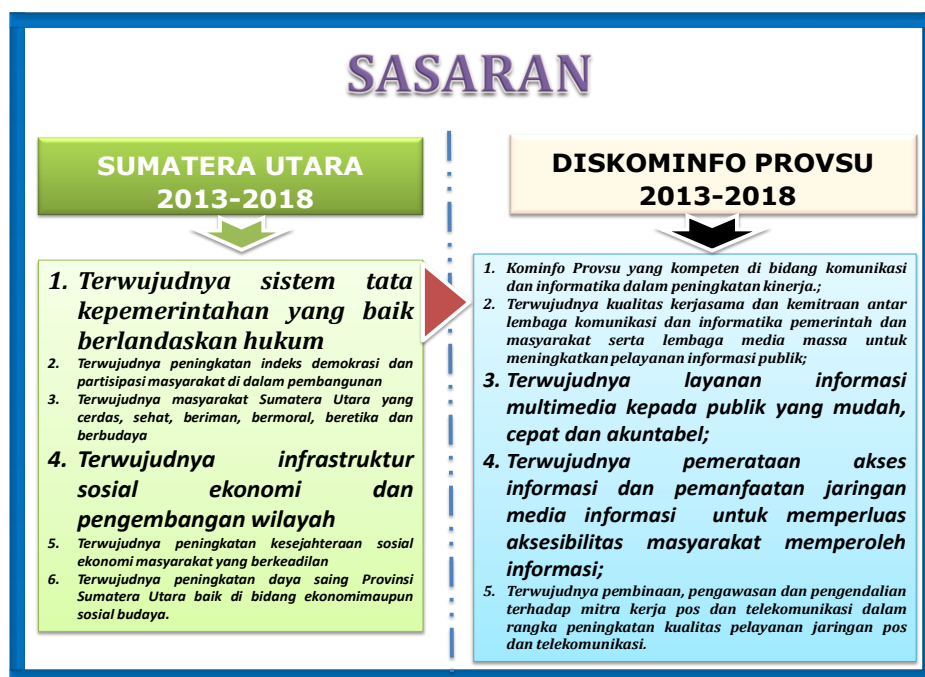 SASARAN
SUMATERA UTARA
2013-2018
1. Terwujudnya sistem tata
kepemerintahan yang baik
berlandaskan hukum
2. Terwujudnya peningkatan indeks demokrasi dan
partisipasi masyarakat di dalam pembangunan
3. Terwujudnya masyarakat Sumatera Utara yang
cerdas, sehat, beriman, bermoral, beretika dan
berbudaya
4. Terwujudnya infrastruktur
sosial ekonomi dan
pengembangan wilayah
5. Terwujudnya peningkatan kesejahteraan sosial
ekonomi masyarakat yang berkeadilan
6. Terwujudnya peningkatan daya saing Provinsi
Sumatera Utara baik di bidang ekonomimaupun
sosial budaya.
DISKOMINFO PROVSU
2013-2018
1. Kominfo Provsu yang kompeten di bidang komunikasi
dan informatika dalam peningkatan kinerja.;
2. Terwujudnya kualitas kerjasama dan kemitraan antar
lembaga komunikasi dan informatika pemerintah dan
masyarakat serta lembaga media massa untuk
meningkatkan pelayanan informasi publik;
3. Terwujudnya layanan informasi
multimedia kepada publik yang mudah,
cepat dan akuntabel;
4. Terwujudnya pemerataan akses
informasi dan pemanfaatan jaringan
media informasi untuk memperluas
aksesibilitas masyarakat memperoleh
informasi;
5. Terwujudnya pembinaan, pengawasan dan pengendalian
terhadap mitra kerja pos dan telekomunikasi dalam
rangka peningkatan kualitas pelayanan jaringan pos
dan telekomunikasi.